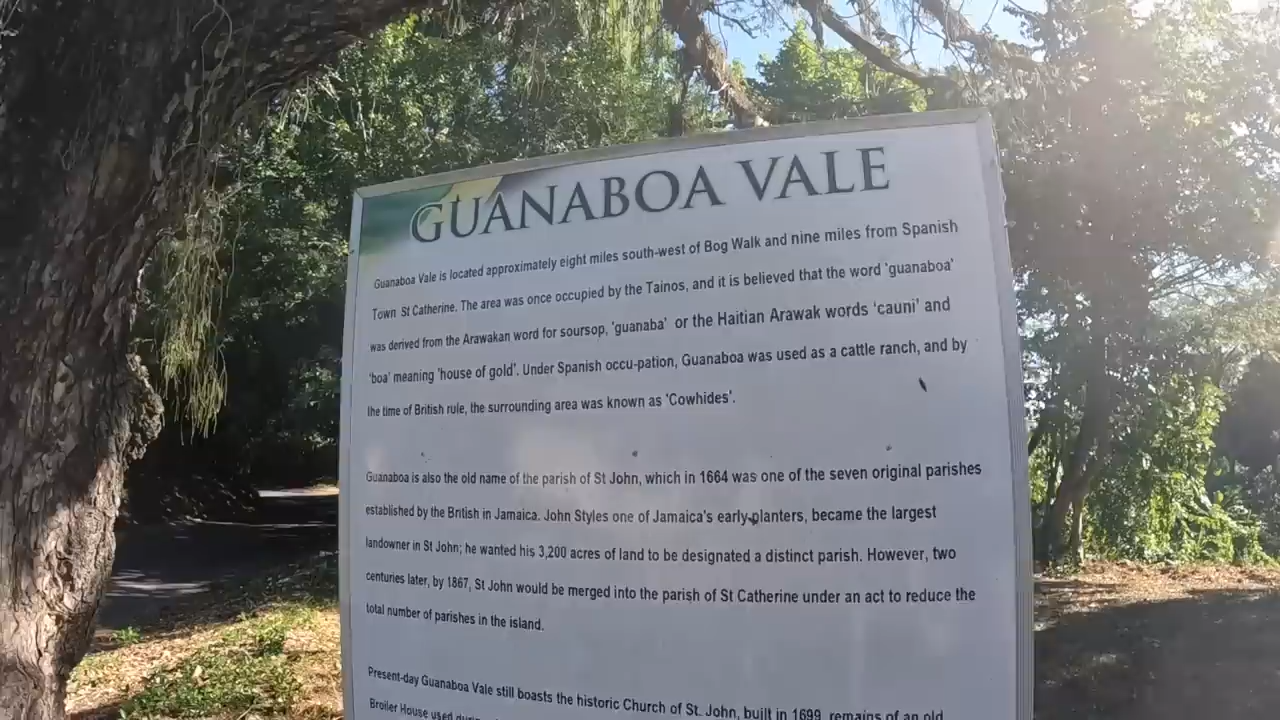 GUANABOA VALE
Guanaboa Vale is located approximately eight miles south-west of Bog Walk and nine miles from Spanish
Town St Catherine. The area was once occupied by the Tainos, and it is believed that the word 'guanaboa'
was derived from the Arawakan word for soursop, 'guanaba' or the Haitian Arawak words ‘cauni’ and
'boa' meaning 'house of gold'. Under Spanish occu-pation, Guanaboa was used as a cattle ranch, and by
lhe time of British rule, the surrounding area was known as 'Cowhides'.
Guanaboa is also the old name of the parish of St John, which in 1664 was one of the seven original parishes
established by the British in Jamaica. John Styles one of Jamaica's early planters, became the largest
landowner in St John; he wanted his 3,200 acres of land to be designated a distinct parish. However, two
centuries later, by 1867, St John would be merged into the parish of St Catherine under an act to reduce the
total number of parishes in the island.
Present-day Guanaboa Vale still boasts the historic Church of St. John, built in 1699, remains of an old
Broiler House used